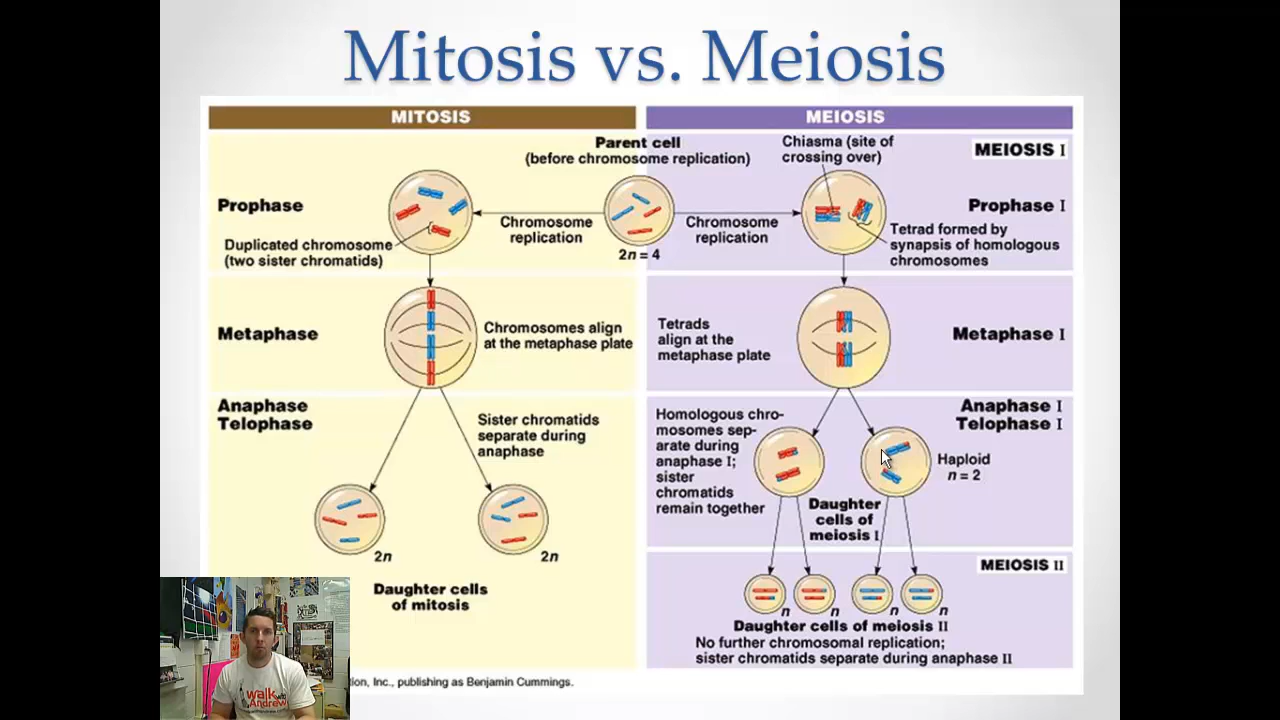 Mitosis vs. Meiosis
MITOSIS
MEIOSIS
Parent cell
(before chromosome replication)
Chiasma (site of
crossing over)
MEIOSIS I
Prophase
Chromosome
replication
Chromosome
replication
Prophase I
Duplicated chromosome
(two sister chromatids)
2n = 4
Tetrad formed by
synapsis of homologous
chromosomes
Metaphase
Chromosomes align
at the metaphase plate
Tetrads
align at the
metaphase plate
Metaphase I
Anaphase
Telophase
Sister chromatids
separate during
anaphase
Homologous chro-
mosomes sep-
arate during
anaphase I;
sister
chromatids
remain together
Anaphase I
Telophase I
Haploid
n = 2
Daughter
cells of
meiosis I
2n
2n
Daughter cells
of mitosis
MEIOSIS II
n
n
n
n
Daughter cells of meiosis II
No further chromosomal replication;
sister chromatids separate during anaphase II
tion, Inc., publishing as Benjamin Cummings.
walk
with
Andrew